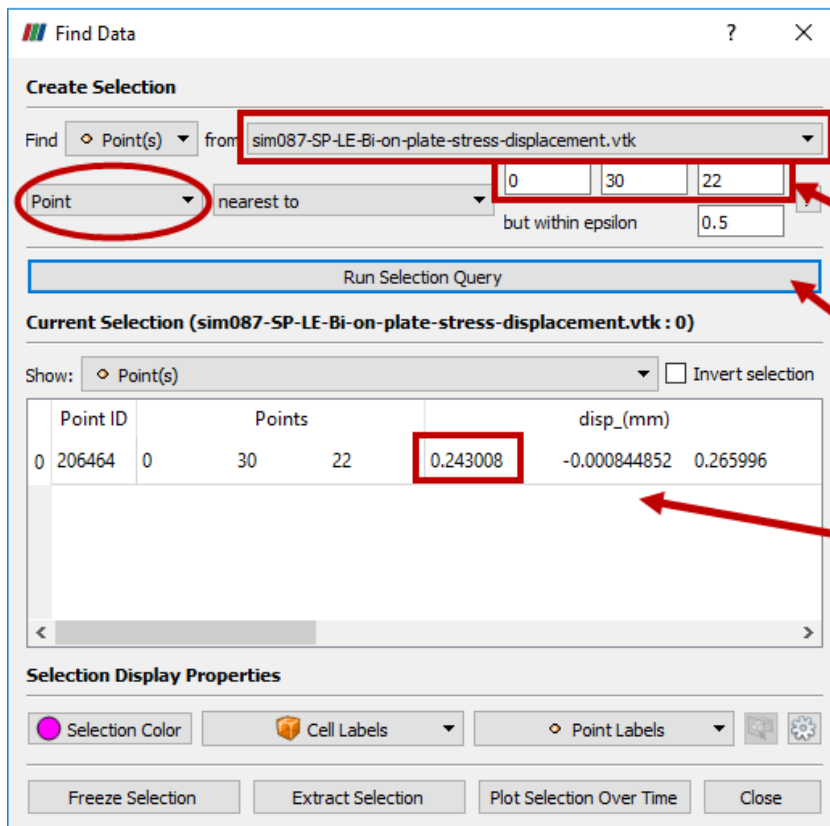 Find Data ?
Create Selection
Find Point(s) from sim087-SP-LE-Bi-on-plate-stress-displacement.vtk
Point nearest to 0 30 22
but within epsilon 0.5
Run Selection Query
Current Selection (sim087-SP-LE-Bi-on-plate-stress-displacement.vtk : 0)
Show: Point(s) Invert selection
Point ID Points disp_(mm)
0 206464 0 30 22 0.243008 -0.000844852 0.265996
Selection Display Properties
Selection Color Cell Labels Point Labels
Freeze Selection Extract Selection Plot Selection Over Time Close